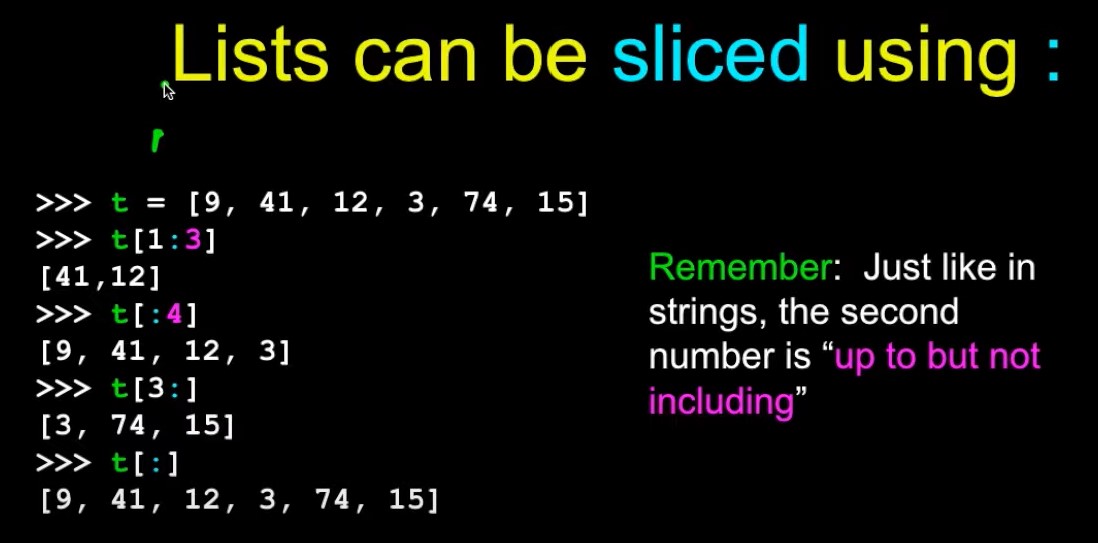 Lists can be sliced using :
>>> t = [9, 41, 12, 3, 74, 15]
>>> t[1:3]
[41,12]
>>> t[:4]
[9, 41, 12, 3]
>>> t[3:]
[3, 74, 15]
>>> t[:]
[9, 41, 12, 3, 74, 15]
Remember: Just like in
strings, the second
number is “up to but not
including”